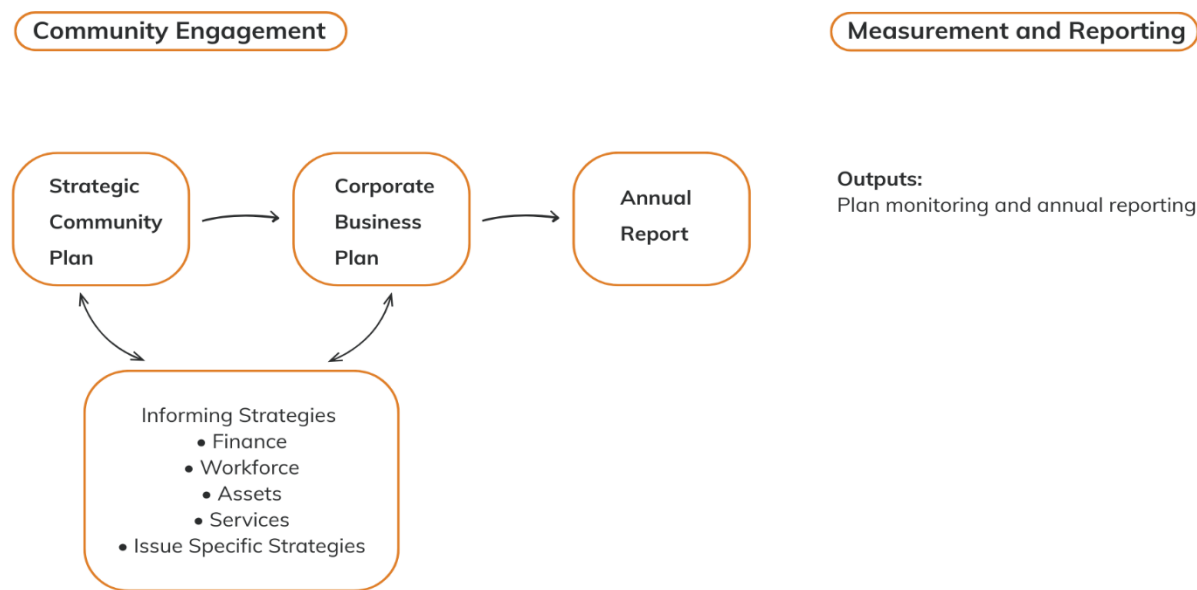 Community Engagement
Measurement and Reporting
Strategic
Community
Plan
Corporate
Business
Plan
Annual
Report
Outputs:
Plan monitoring and annual reporting
Informing Strategies
• Finance
• Workforce
• Assets
• Services
• Issue Specific Strategies